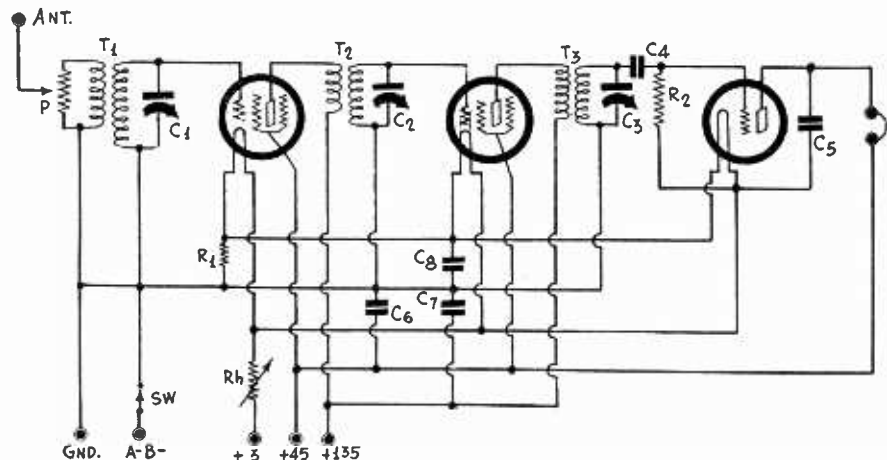 ANT.
P
T1
C1
T2
C2
T3
C4
R2
C3
C5
R1
C8
C6
C7
Rh
SW
GND.
A-B-
+3
+45
+135